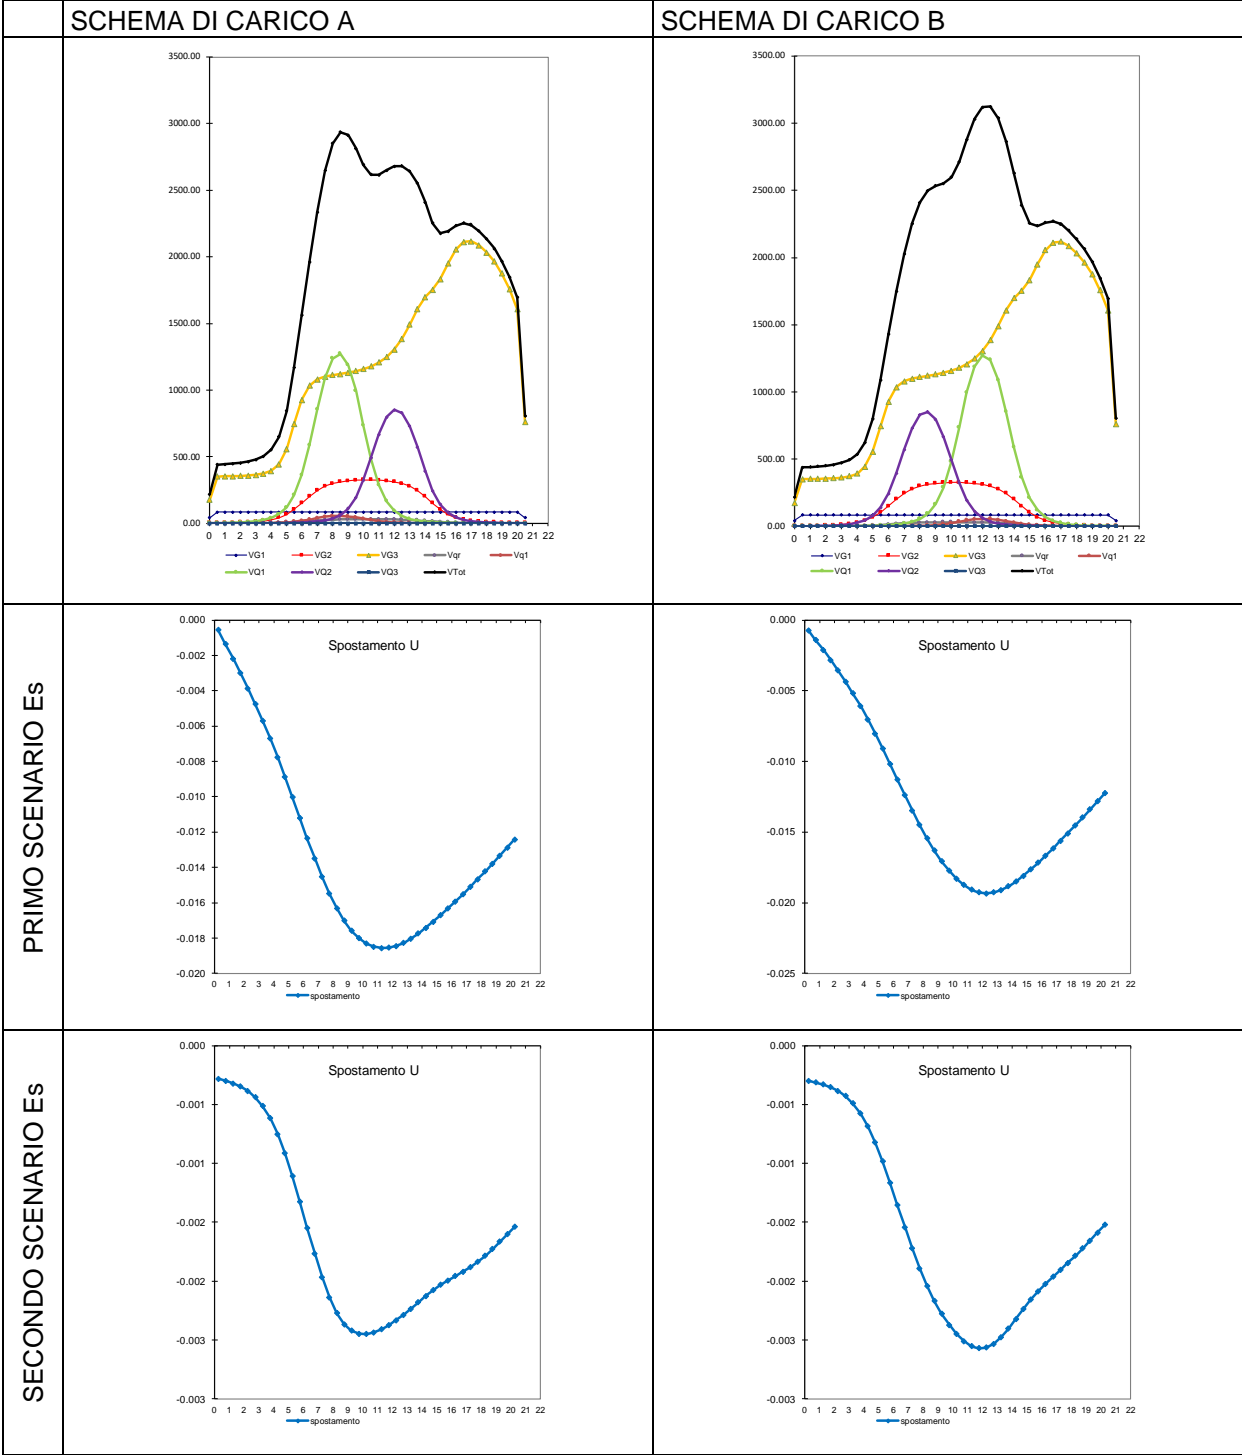 SCHEMA DI CARICO A
SCHEMA DI CARICO B
3500.00
3000.00
2500.00
2000.00
1500.00
1000.00
500.00
0.00
0 1 2 3 4 5 6 7 8 9 10 11 12 13 14 15 16 17 18 19 20 21 22
VG1 VG2 VG3 Vqr Vq1
VQ1 VQ2 VQ3 VTot
3500.00
3000.00
2500.00
2000.00
1500.00
1000.00
500.00
0.00
0 1 2 3 4 5 6 7 8 9 10 11 12 13 14 15 16 17 18 19 20 21 22
VG1 VG2 VG3 Vqr Vq1
VQ1 VQ2 VQ3 VTot
PRIMO SCENARIO Es
Spostamento U
0.000
-0.002
-0.004
-0.006
-0.008
-0.010
-0.012
-0.014
-0.016
-0.018
-0.020
0 1 2 3 4 5 6 7 8 9 10 11 12 13 14 15 16 17 18 19 20 21 22
spostamento
Spostamento U
0.000
-0.005
-0.010
-0.015
-0.020
-0.025
0 1 2 3 4 5 6 7 8 9 10 11 12 13 14 15 16 17 18 19 20 21 22
spostamento
SECONDO SCENARIO Es
Spostamento U
0.000
-0.001
-0.001
-0.002
-0.002
-0.003
-0.003
0 1 2 3 4 5 6 7 8 9 10 11 12 13 14 15 16 17 18 19 20 21 22
spostamento
Spostamento U
0.000
-0.001
-0.001
-0.002
-0.002
-0.003
-0.003
0 1 2 3 4 5 6 7 8 9 10 11 12 13 14 15 16 17 18 19 20 21 22
spostamento